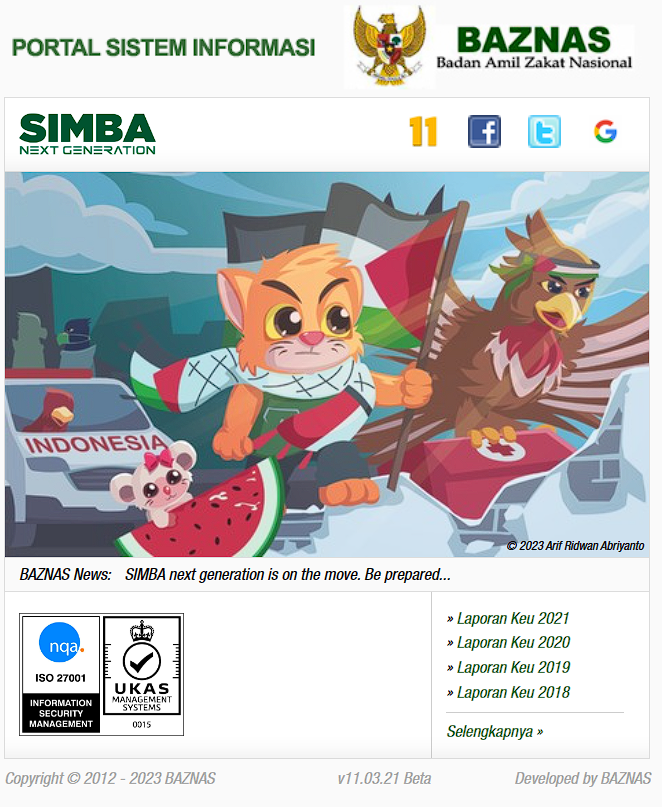 PORTAL SISTEM INFORMASI
BAZNAS
Badan Amil Zakat Nasional
SIMBA
NEXT GENERATION
11
INDONESIA
© 2023 Arif Ridwan Abriyanto
BAZNAS News: SIMBA next generation is on the move. Be prepared...
nqa.
ISO 27001
INFORMATION
SECURITY
MANAGEMENT
UKAS
MANAGEMENT
SYSTEMS
0015
» Laporan Keu 2021
» Laporan Keu 2020
» Laporan Keu 2019
» Laporan Keu 2018
Selengkapnya »
Copyright © 2012 - 2023 BAZNAS
v11.03.21 Beta
Developed by BAZNAS